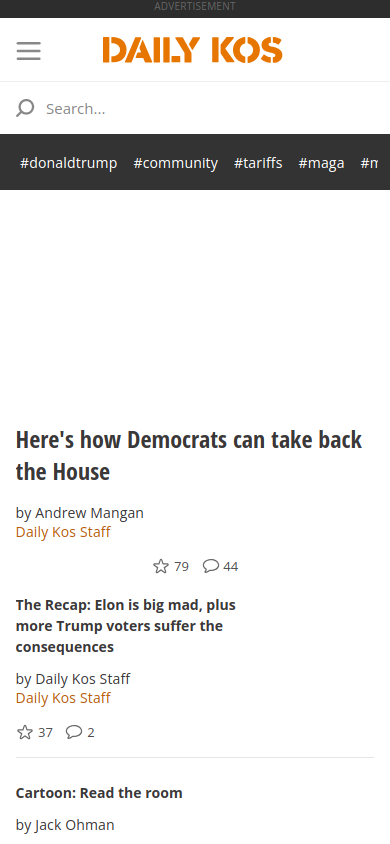 ADVERTISEMENT
DAILY KOS
Search...
#donaldtrump #community #tariffs #maga #m
Here's how Democrats can take back
the House
by Andrew Mangan
Daily Kos Staff
79 44
The Recap: Elon is big mad, plus
more Trump voters suffer the
consequences
by Daily Kos Staff
Daily Kos Staff
37 2
Cartoon: Read the room
by Jack Ohman